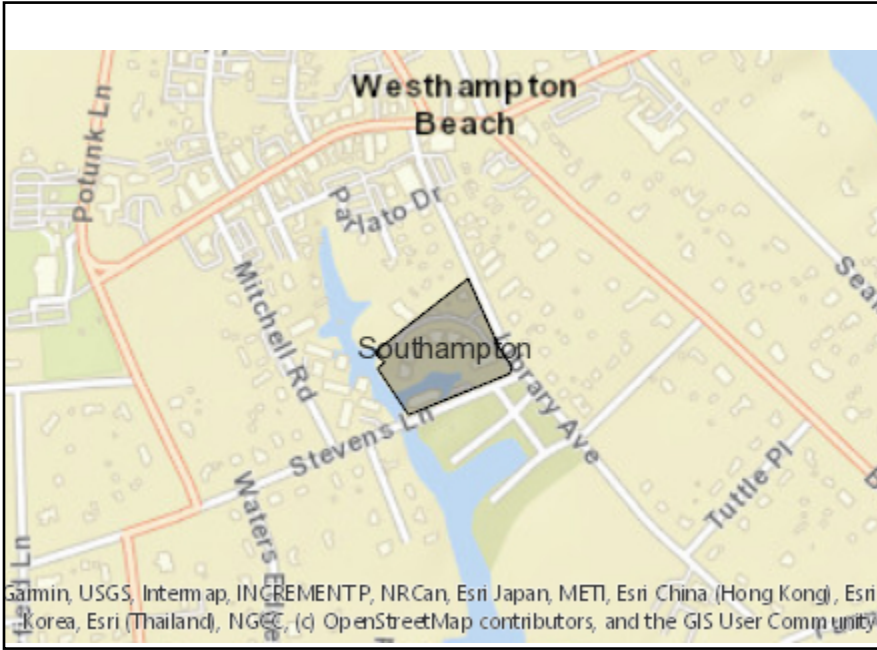 Westhampton
Beach
Potunk Ln
Hato Dr
Mitchell Rd
Southampton
Library Ave
Stevens Ln
Tuttle Pl
Waters Edge
Garmin, USGS, Intermap, INCREMENT P, NRCan, Esri Japan, METI, Esri China (Hong Kong), Esri
Korea, Esri (Thailand), NGCC, (c) OpenStreetMap contributors, and the GIS User Community